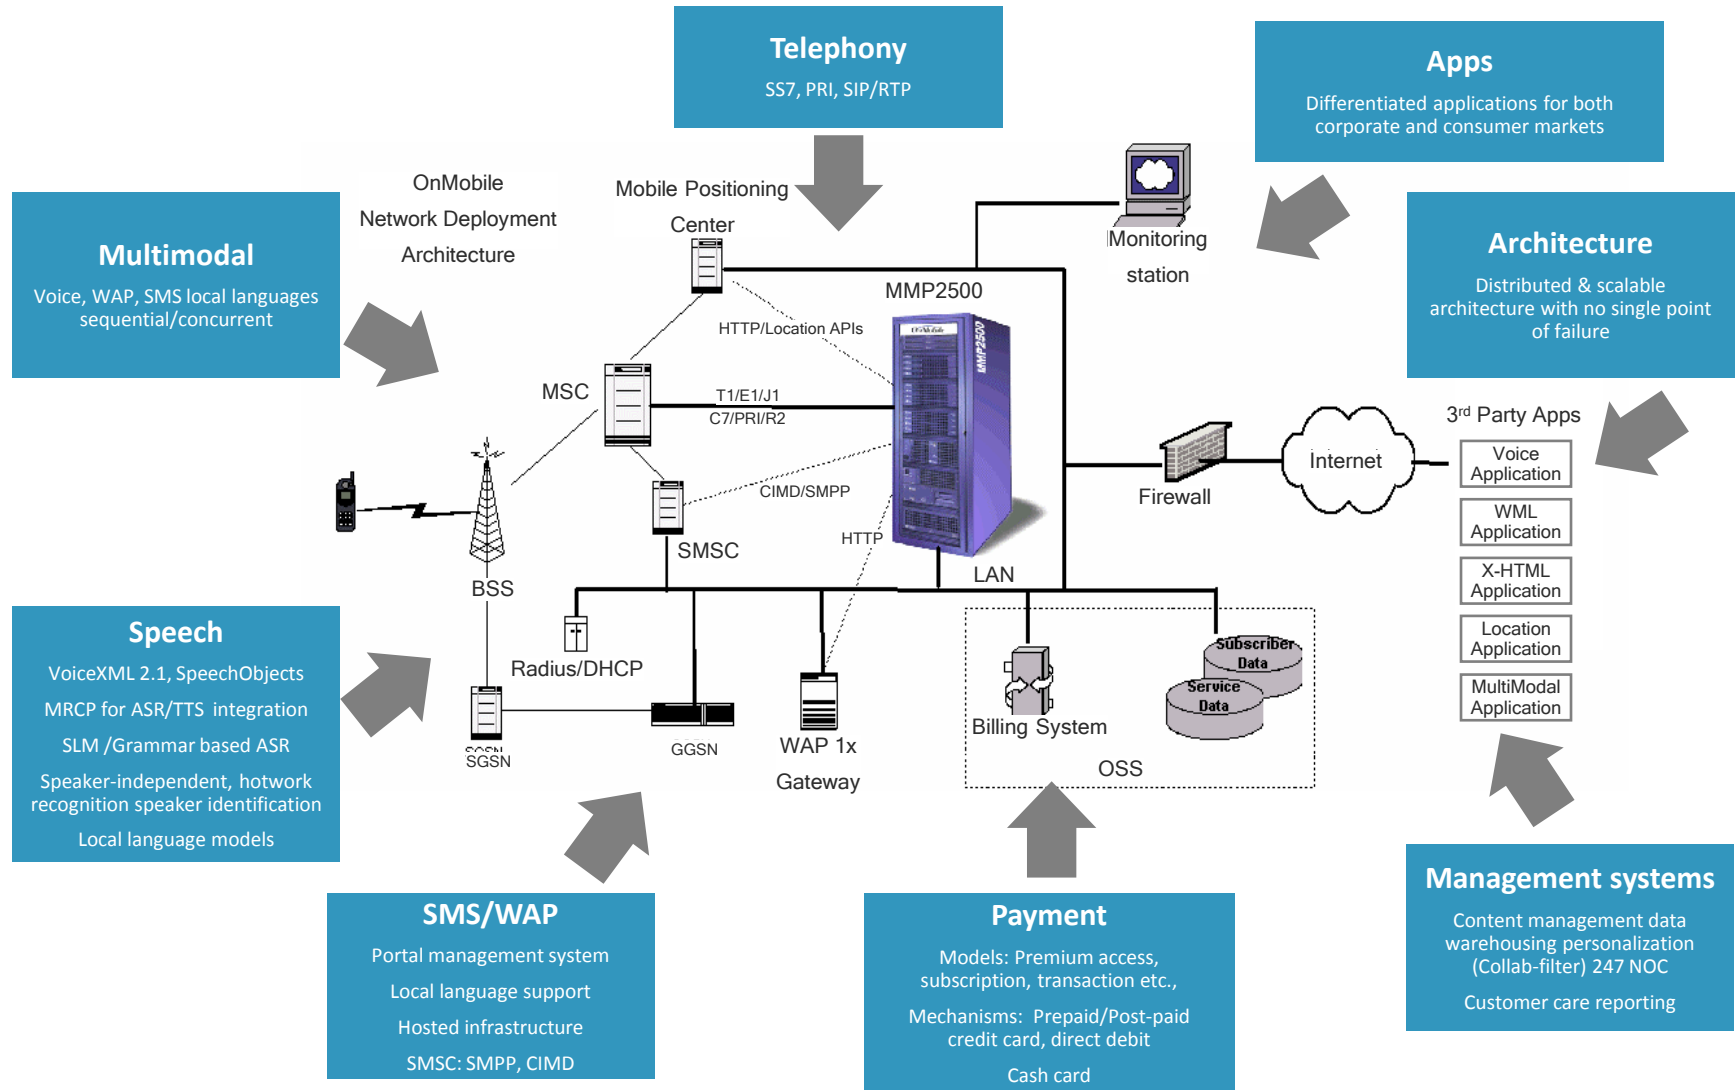 Telephony
SS7, PRI, SIP/RTP
Apps
Differentiated applications for both
corporate and consumer markets
OnMobile
Network Deployment
Architecture
Mobile Positioning
Center
Monitoring
station
Multimodal
Voice, WAP, SMS local languages
sequential/concurrent
Architecture
Distributed & scalable
architecture with no single point
of failure
MMP2500
MMP2500
HTTP/Location APIs
MSC
T1/E1/J1
C7/PRI/R2
CIMD/SMPP
SMSC
HTTP
LAN
Firewall
Internet
3rd Party Apps
Voice
Application
WML
Application
X-HTML
Application
Location
Application
MultiModal
Application
BSS
Radius/DHCP
SGSN
SGSN
GGSN
WAP 1x
Gateway
Billing System
Subscriber
Data
Service
Data
OSS
Speech
VoiceXML 2.1, SpeechObjects
MRCP for ASR/TTS integration
SLM /Grammar based ASR
Speaker-independent, hotwork
recognition speaker identification
Local language models
SMS/WAP
Portal management system
Local language support
Hosted infrastructure
SMSC: SMPP, CIMD
Payment
Models: Premium access,
subscription, transaction etc.,
Mechanisms: Prepaid/Post-paid
credit card, direct debit
Cash card
Management systems
Content management data
warehousing personalization
(Collab-filter) 247 NOC
Customer care reporting